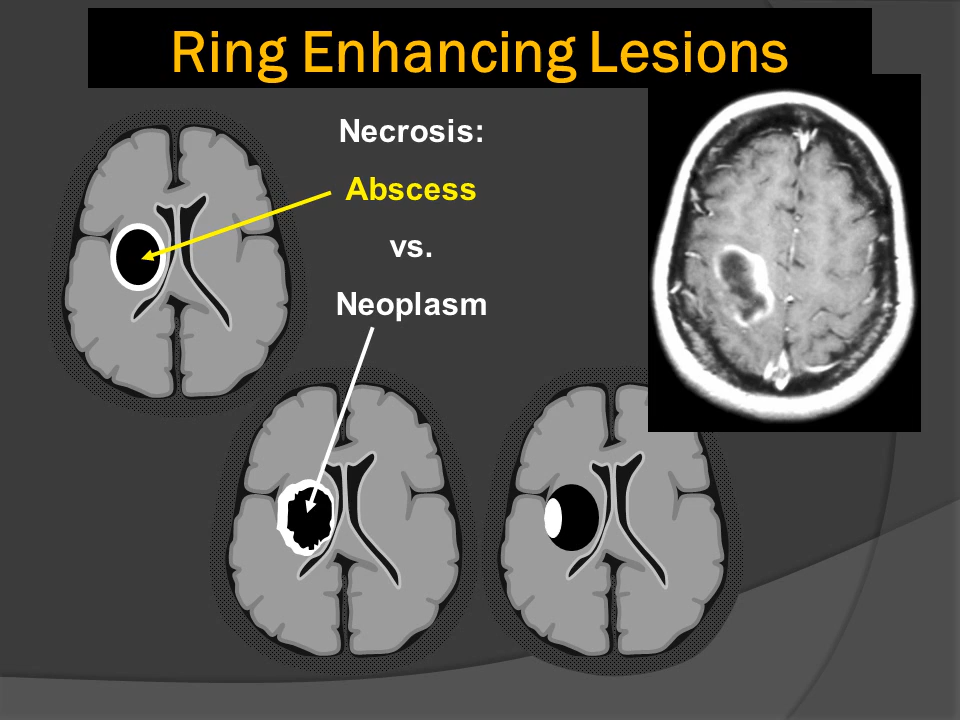 Ring Enhancing Lesions
Necrosis:
Abscess
vs.
Neoplasm